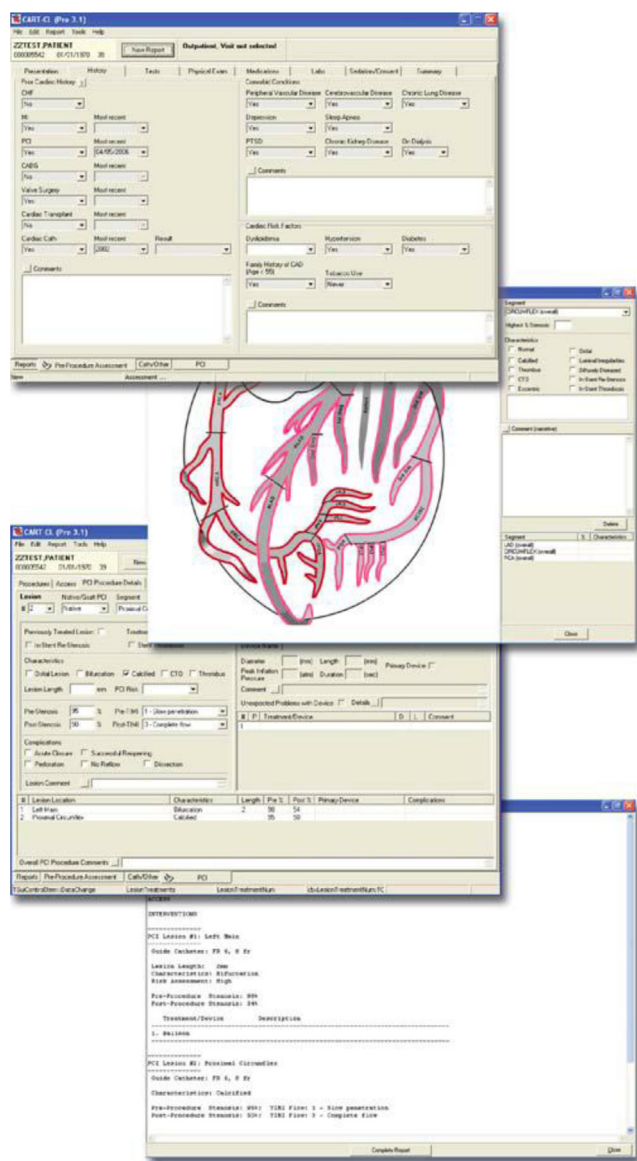 CART-CL (Pre 3.1)
File Edit Report Tools Help
ZZTEST,PATIENT
000005542 01/01/1970 39
New Report
Outpatient, Visit not selected
Presentation History Tests Physical Exam Medications Labs Sedation/Consent Summary
Prior Cardiac History
CHF
No
MI Most recent
Yes
PCI Most recent
Yes 04/05/2006
CABG Most recent
No
Valve Surgery Most recent
Yes
Cardiac Transplant Most recent
No
Cardiac Cath Most recent Result
Yes 2002
Comments
Comorbid Conditions
Peripheral Vascular Disease Cerebrovascular Disease Chronic Lung Disease
Yes Yes Yes
Depression Sleep Apnea
Yes Yes
PTSD Chronic Kidney Disease On Dialysis
Yes Yes Yes
Comments
Cardiac Risk Factors
Dyslipidemia Hypertension Diabetes
Yes Yes
Family History of CAD
(Age < 55) Tobacco Use
Yes Never
Comments
Reports Pre-Procedure Assessment Cath/Other PCI
New Assessment ...
Segment
CIRCUMFLEX (overall)
Highest % Stenosis
Characteristics
Normal Ostial
Calcified Luminal Irregularities
Thrombus Diffusely Diseased
CTO In-Stent Re-Stenosis
Eccentric In-Stent Thrombosis
Comment (narrative)
Delete
Segment % Characteristics
LAD (overall)
CIRCUMFLEX (overall)
RCA (overall)
Close
CART-CL (Pre 3.1)
File Edit Report Tools Help
ZZTEST,PATIENT
000005542 01/01/1970 39
New
Procedures Access PCI Procedure Details
Lesion Native/Graft PCI Segment
# 2 Native Proximal C
Previously Treated Lesion
In-Stent Re-Stenosis
Characteristics
Ostial Lesion Bifurcation Calcified CTO Thrombus
Lesion Length mm PCI Risk
Pre-Stenosis 95 % Pre-TIMI 1 - Slow penetration
Post-Stenosis 50 % Post-TIMI 3 - Complete flow
Complications
Acute Closure Successful Reopening
Perforation No Reflow Dissection
Lesion Comment
Diameter (mm) Length (mm) Primary Device
Peak Inflation
Pressure (atm) Duration (sec)
Comment
Unexpected Problems with Device Details
# P Treatment/Device D L Comment
1
# Lesion Location Characteristics Length Pre % Post % Primary Device Complications
1 Left Main Bifurcation 2 98 54
2 Proximal Circumflex Calcified 95 50
Overall PCI Procedure Comments
Reports Pre-Procedure Assessment Cath/Other PCI
LesionTreatments LesionTreatmentNum
ACCESS
INTERVENTIONS
PCI Lesion #1: Left Main
Guide Catheter: FR 6, 8 fr
Lesion Length: 2mm
Characteristics: Bifurcation
Risk Assessment: High
Pre-Procedure Stenosis: 98%
Post-Procedure Stenosis: 54%
Treatment/Device Description
1. Balloon
PCI Lesion #2: Proximal Circumflex
Guide Catheter: FR 6, 8 fr
Characteristics: Calcified
Pre-Procedure Stenosis: 95%; TIMI Flow: 1 - Slow penetration
Post-Procedure Stenosis: 50%; TIMI Flow: 3 - Complete flow
Complete Report
Close